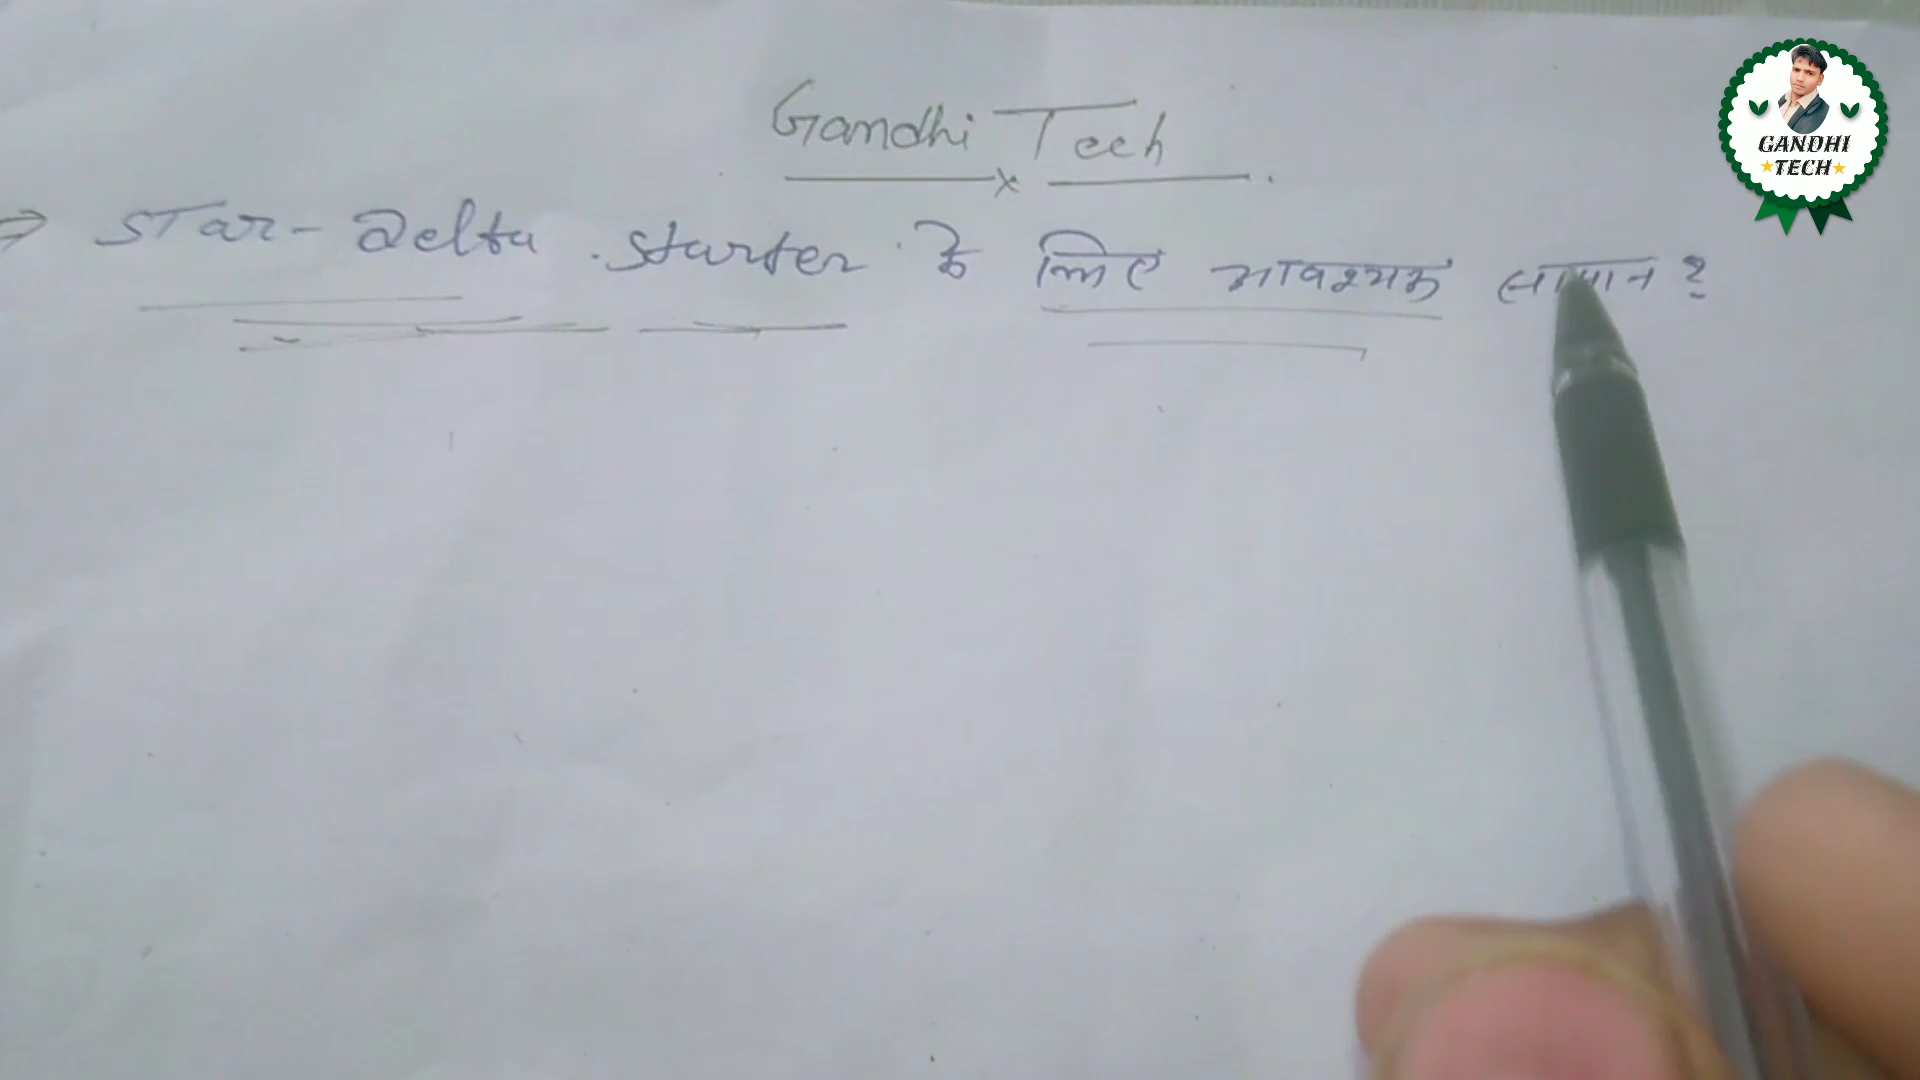 Gandhi Tech
⇒ Star-Delta starter के लिए आवश्यक सामान ?
GANDHI
TECH